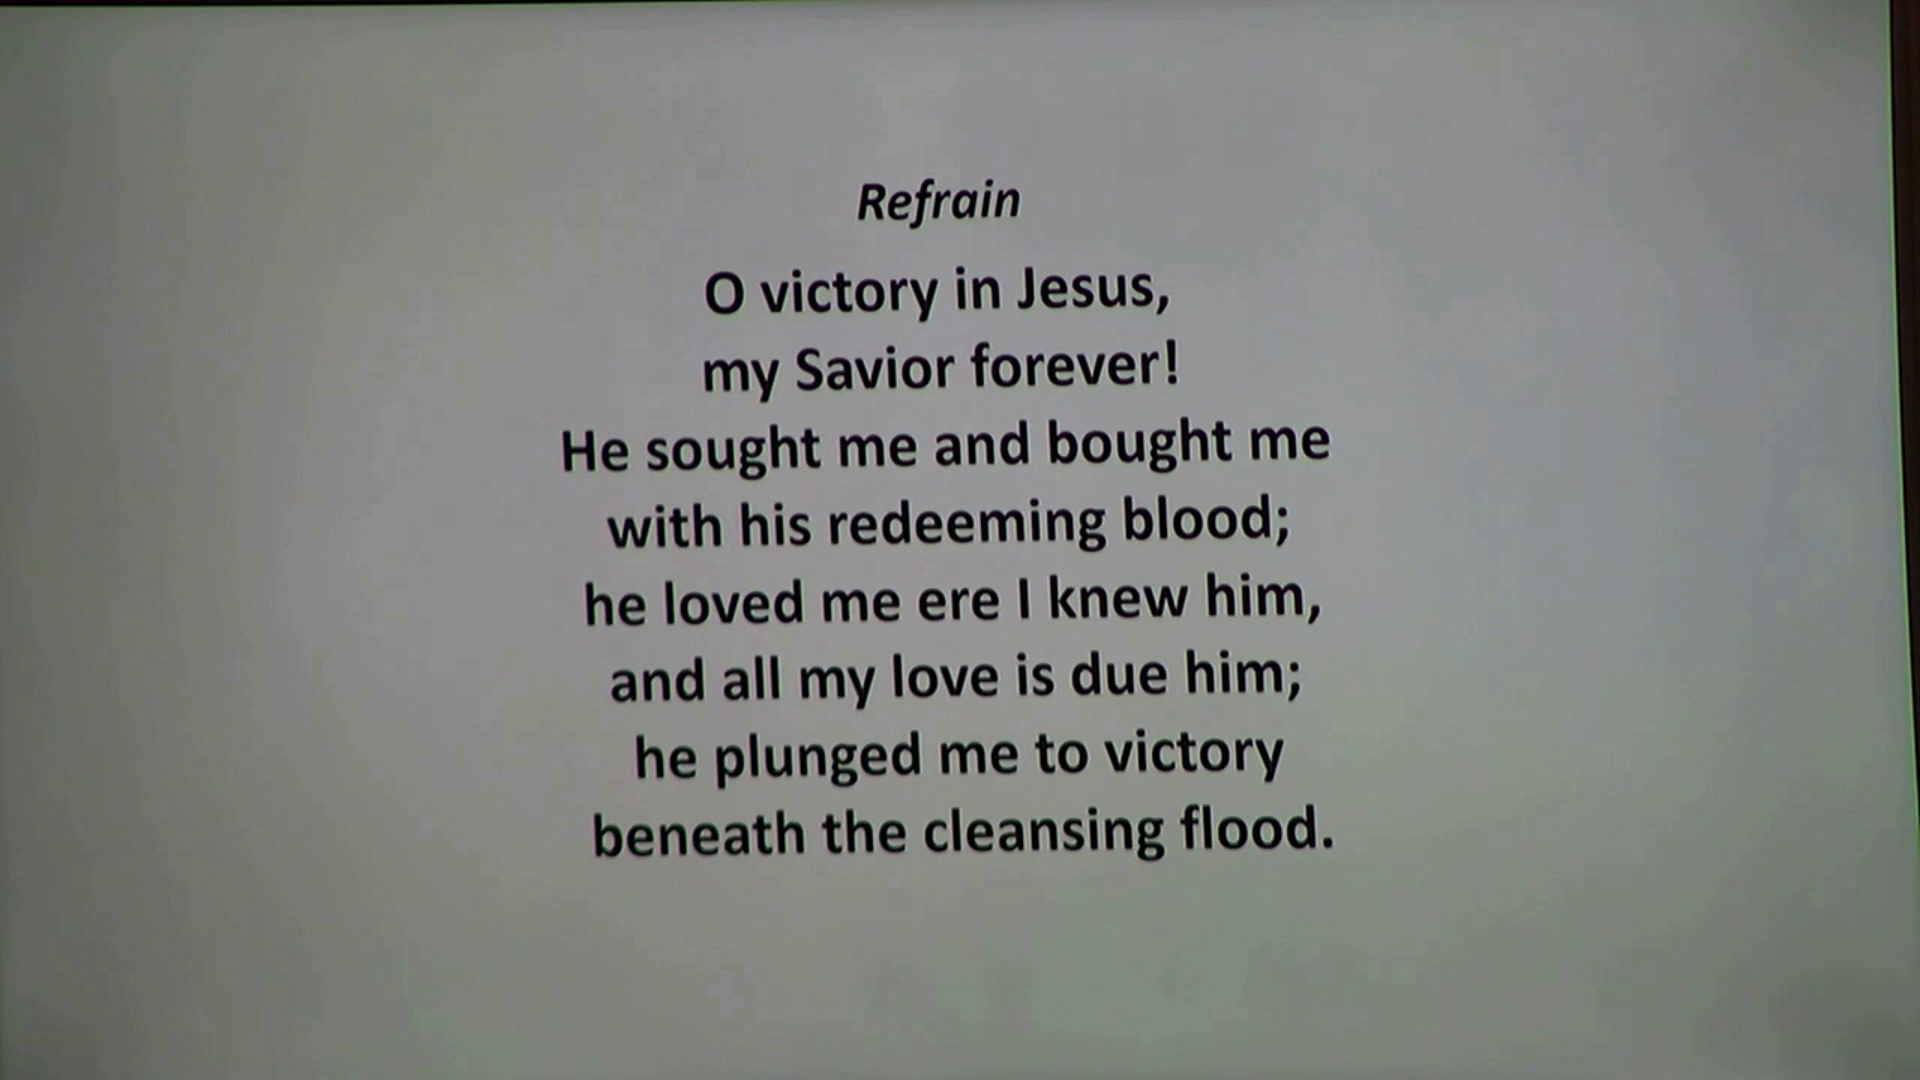 Refrain
O victory in Jesus,
my Savior forever!
He sought me and bought me
with his redeeming blood;
he loved me ere I knew him,
and all my love is due him;
he plunged me to victory
beneath the cleansing flood.